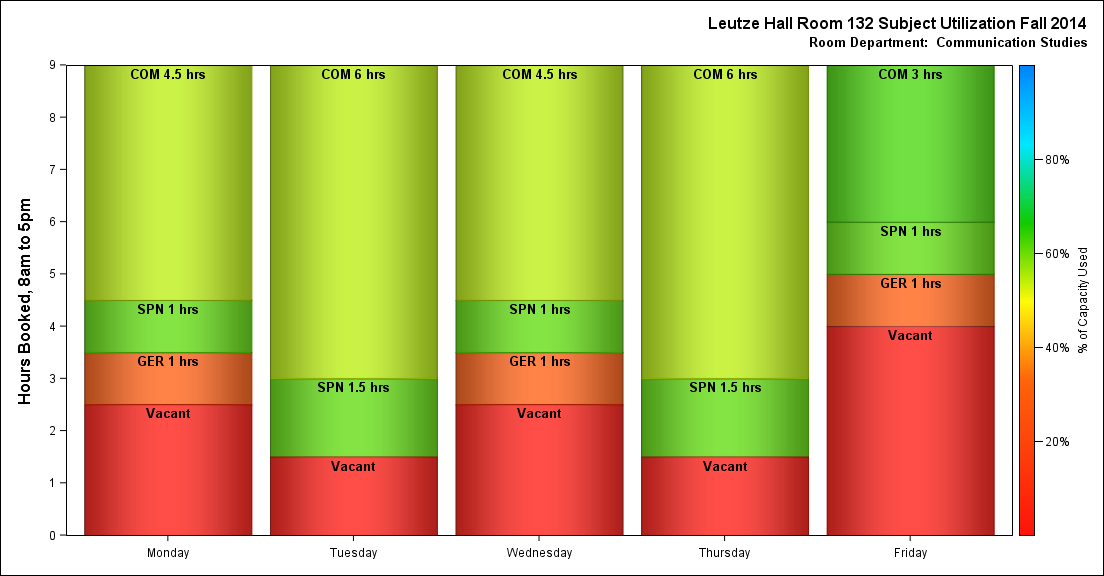 Leutze Hall Room 132 Subject Utilization Fall 2014
Room Department:  Communication Studies
Hours Booked, 8am to 5pm
9
8
7
6
5
4
3
2
1
0
COM 4.5 hrs
SPN 1 hrs
GER 1 hrs
Vacant
COM 6 hrs
SPN 1.5 hrs
Vacant
COM 4.5 hrs
SPN 1 hrs
GER 1 hrs
Vacant
COM 6 hrs
SPN 1.5 hrs
Vacant
COM 3 hrs
SPN 1 hrs
GER 1 hrs
Vacant
Monday
Tuesday
Wednesday
Thursday
Friday
80%
60%
40%
20%
% of Capacity Used